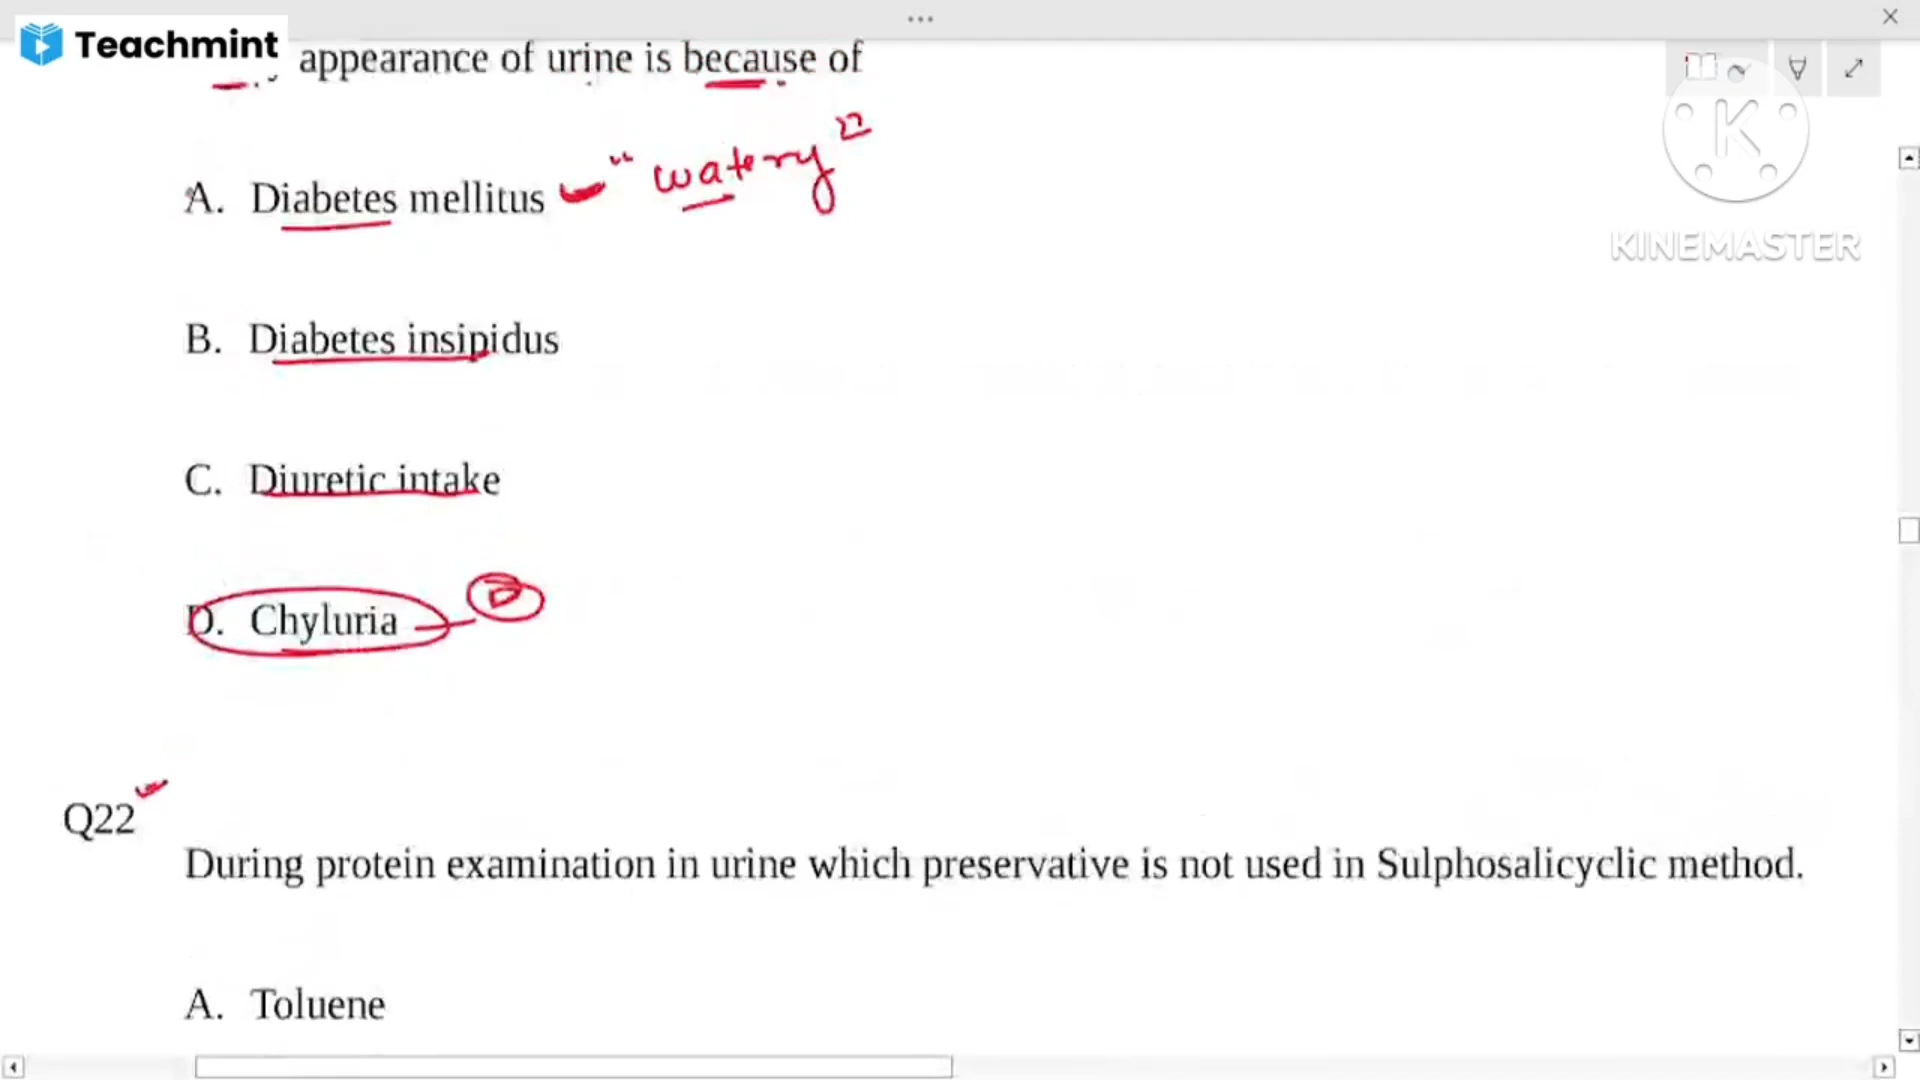 Teachmint
appearance of urine is because of
A. Diabetes mellitus "watery"
KINEMASTER
B. Diabetes insipidus
C. Diuretic intake
D. Chyluria D
Q22
During protein examination in urine which preservative is not used in Sulphosalicyclic method.
A. Toluene